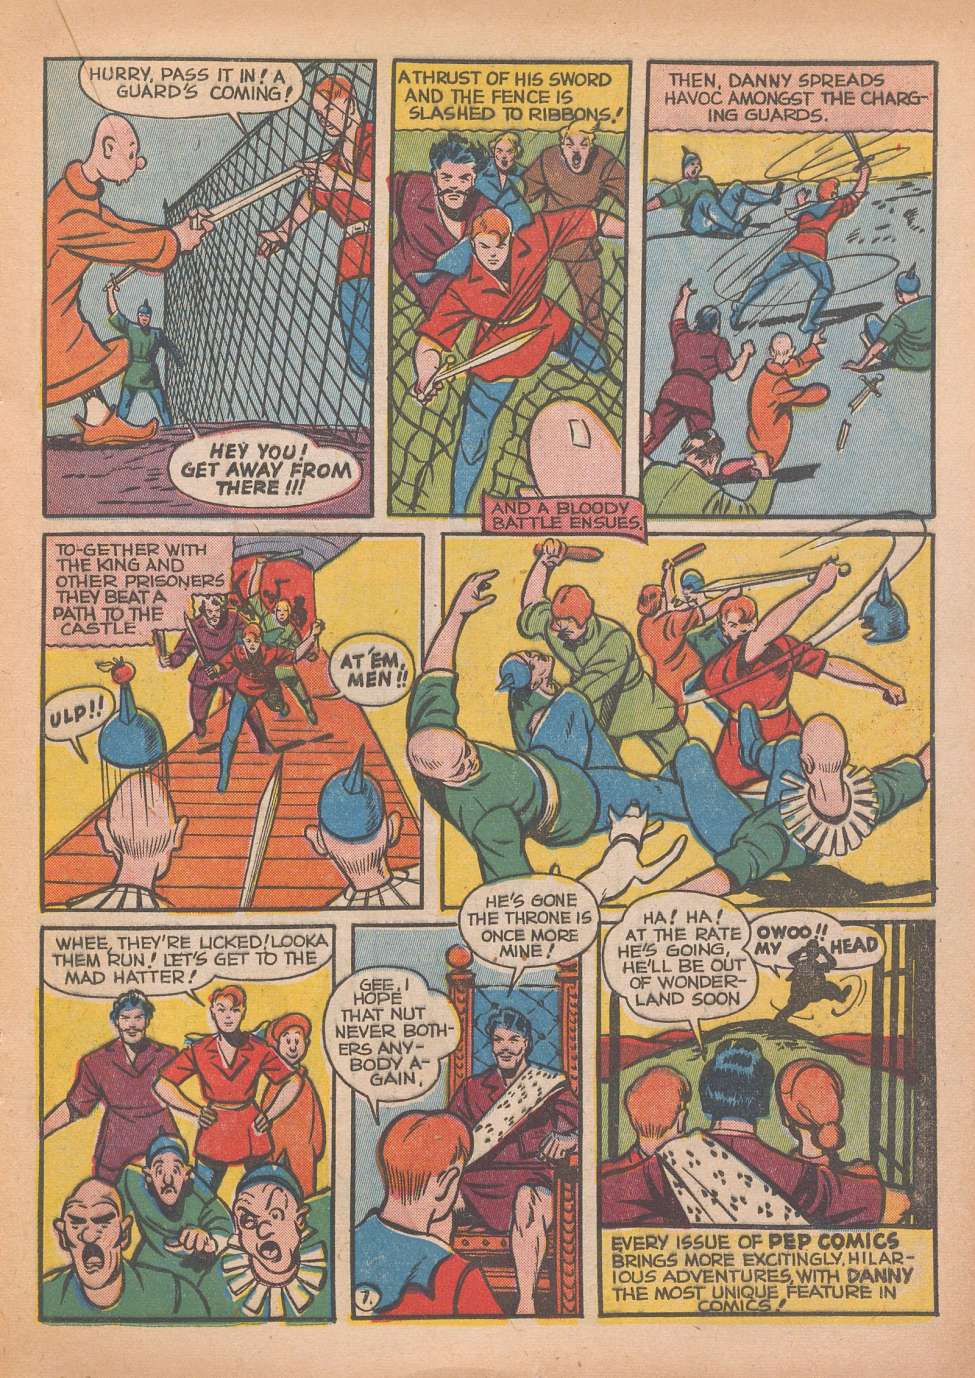 HURRY, PASS IT IN! A
GUARD'S COMING!
HEY YOU!
GET AWAY FROM
THERE!!!
A THRUST OF HIS SWORD
AND THE FENCE IS
SLASHED TO RIBBONS!
THEN, DANNY SPREADS
HAVOC AMONGST THE CHARG-
ING GUARDS.
TO-GETHER WITH
THE KING AND
OTHER PRISONERS
THEY BEAT A
PATH TO THE
CASTLE
ULP!!
AT 'EM,
MEN!!
AND A BLOODY
BATTLE ENSUES.
WHEE, THEY'RE LICKED! LOOKA
THEM RUN! LET'S GET TO THE
MAD HATTER!
HE'S GONE
THE THRONE IS
ONCE MORE
MINE!
GEE, I
HOPE
THAT NUT
NEVER BOTH-
ERS ANY-
BODY A-
GAIN.
7.
HA! HA!
AT THE RATE
HE'S GOING,
HE'LL BE OUT
OF WONDER-
LAND SOON
OWOO!!
MY HEAD
EVERY ISSUE OF PEP COMICS
BRINGS MORE EXCITINGLY, HILAR-
IOUS ADVENTURES, WITH DANNY
THE MOST UNIQUE FEATURE IN
COMICS!